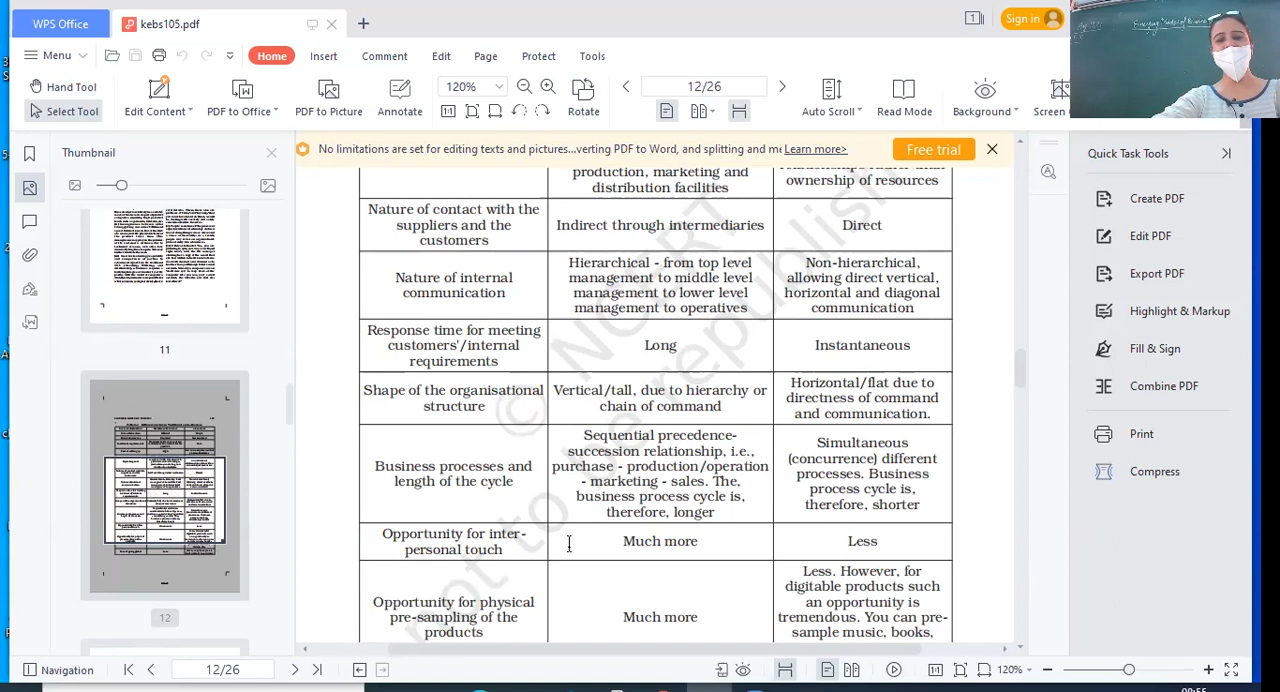 WPS Office
kebs105.pdf
Sign in
Menu
Home
Insert
Comment
Edit
Page
Protect
Tools
Hand Tool
Select Tool
Edit Content
PDF to Office
PDF to Picture
Annotate
120%
Rotate
12/26
Auto Scroll
Read Mode
Background
Screen
Thumbnail
No limitations are set for editing texts and pictures...verting PDF to Word, and splitting and me Learn more>
Free trial
Quick Task Tools
Create PDF
Edit PDF
Export PDF
Highlight & Markup
Fill & Sign
Combine PDF
Print
Compress
11
12
production, marketing and
distribution facilities
ownership of resources
Nature of contact with the
suppliers and the
customers
Indirect through intermediaries
Direct
Nature of internal
communication
Hierarchical - from top level
management to middle level
management to lower level
management to operatives
Non-hierarchical,
allowing direct vertical,
horizontal and diagonal
communication
Response time for meeting
customers'/internal
requirements
Long
Instantaneous
Shape of the organisational
structure
Vertical/tall, due to hierarchy or
chain of command
Horizontal/flat due to
directness of command
and communication.
Business processes and
length of the cycle
Sequential precedence-
succession relationship, i.e.,
purchase - production/operation
- marketing - sales. The,
business process cycle is,
therefore, longer
Simultaneous
(concurrence) different
processes. Business
process cycle is,
therefore, shorter
Opportunity for inter-
personal touch
Much more
Less
Opportunity for physical
pre-sampling of the
products
Much more
Less. However, for
digitable products such
an opportunity is
tremendous. You can pre-
sample music, books,
© NCERT
not to be republish
Navigation
12/26
120%